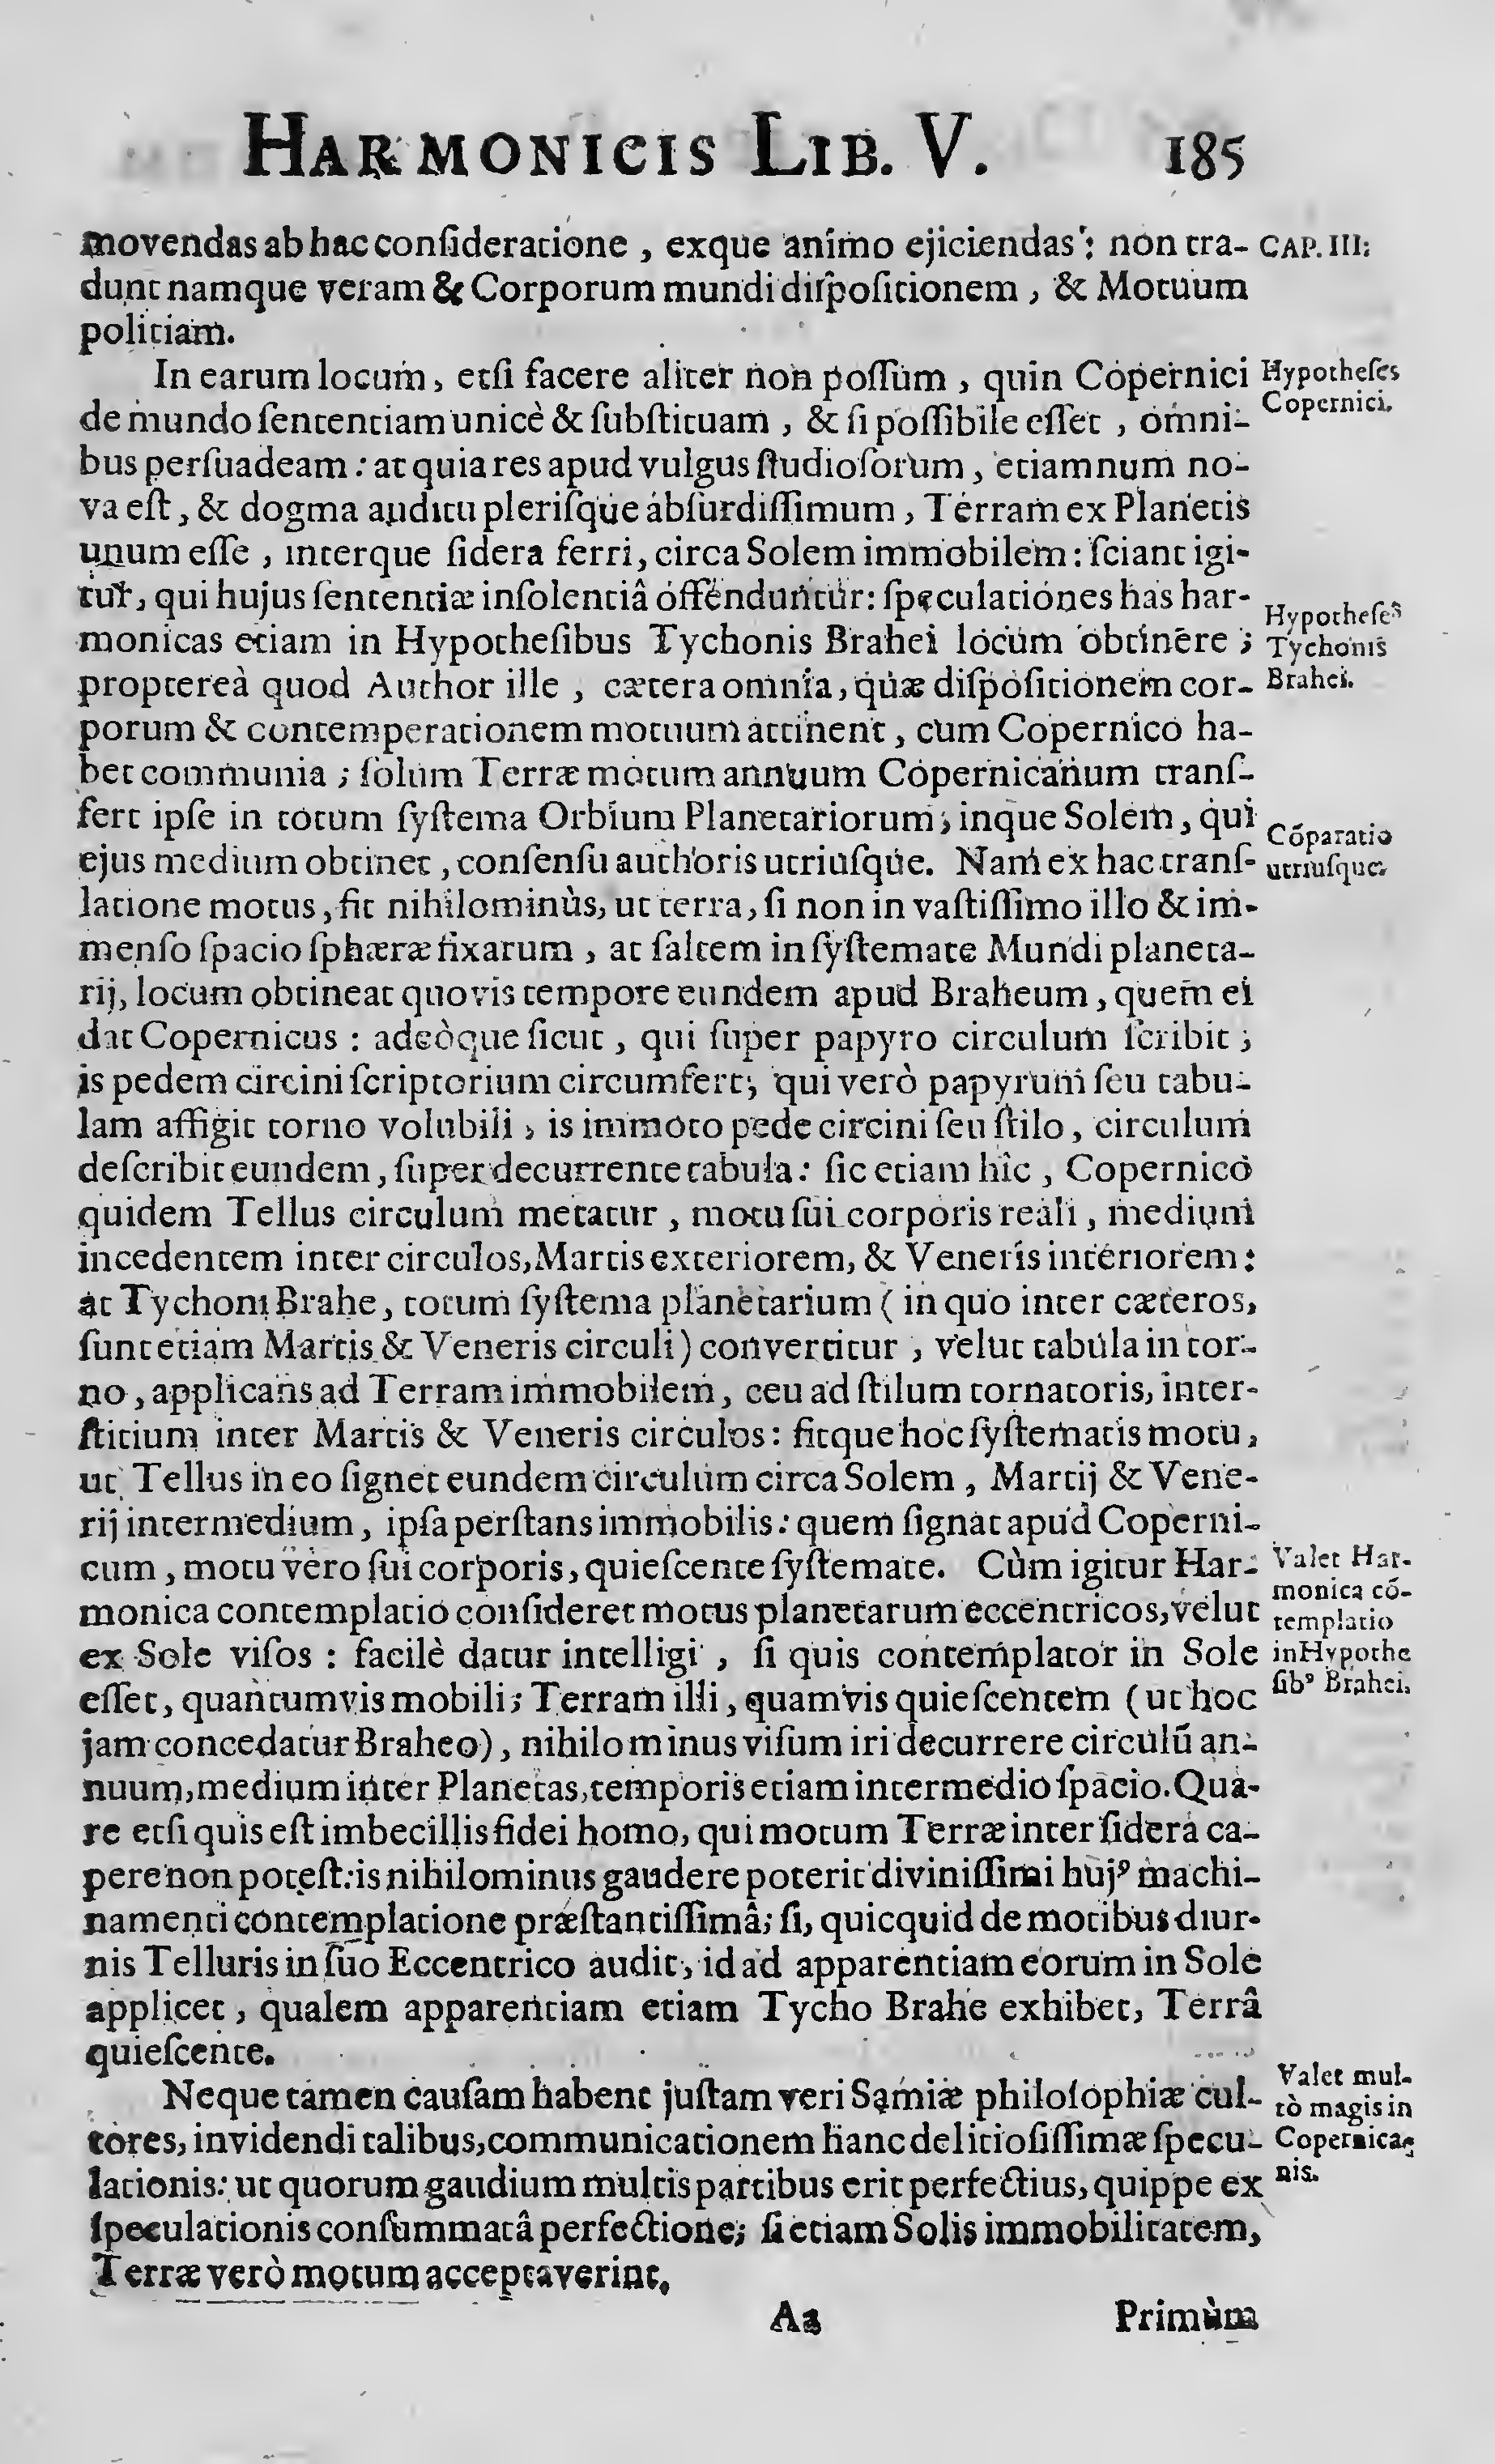 HARMONICIS LIB. V. 185
movendas ab hac conſideratione, exque animo ejiciendas: non tra- CAP. III:
dunt namque veram & Corporum mundi diſpoſitionem, & Motuum
politiam.
In earum locum, etſi facere aliter non poſſum, quin Copernici
Hypotheſes
Copernici.
de mundo ſententiam unicè & ſubſtituam, & ſi poſſibile eſſet, omni-
bus perſuadeam: at quia res apud vulgus ſtudioſorum, etiamnum no-
va eſt, & dogma auditu pleriſque abſurdiſſimum, Terram ex Planetis
unum eſſe, interque ſidera ferri, circa Solem immobilem: ſciant igi-
tur, qui hujus ſententiæ inſolentiâ offenduntur: ſpeculationes has har-
Hypotheſes
Tychonis
Brahei.
monicas etiam in Hypotheſibus Tychonis Brahei locum obtinere;
propтereà quod Author ille, cætera omnia, quæ diſpoſitionem cor-
porum & contemperationem motuum attinent, cum Copernico ha-
bet communia; ſolum Terræ motum annuum Copernicanum tranſ-
fert ipſe in totum ſyſtema Orbium Planetariorum, inque Solem, qui
Cōparatio
utriuſque.
ejus medium obtinet, conſenſu authoris utriuſque. Nam ex hac tranſ-
latione motus, fit nihilominùs, ut terra, ſi non in vaſtiſſimo illo & im-
menſo ſpacio ſphæræ fixarum, at ſaltem in ſyſtemate Mundi planeta-
rij, locum obtineat quovis tempore eundem apud Braheum, quem ei
dat Copernicus: adeòque ſicut, qui ſuper papyro circulum ſcribit;
is pedem circini ſcriptorium circumfert; qui verò papyrum ſeu tabu-
lam affigit torno volubili, is immoto pede circini ſeu ſtilo, circulum
deſcribit eundem, ſuper decurrente tabula: ſic etiam hîc, Copernico
quidem Tellus circulum metatur, motu ſui corporis reali, medium
incedentem inter circulos, Martis exteriorem, & Veneris interiorem:
at Tychoni Brahe, totum ſyſtema planetarium (in quo inter cæteros,
ſunt etiam Martis & Veneris circuli) convertitur, velut tabula in tor-
no, applicans ad Terram immobilem, ceu ad ſtilum tornatoris, inter-
ſtitium inter Martis & Veneris circulos: fitque hoc ſyſtematis motu,
ut Tellus in eo ſignet eundem circulum circa Solem, Martij & Vene-
rij intermedium, ipſa perſtans immobilis: quem ſignat apud Coperni-
cum, motu vero ſui corporis, quieſcente ſyſtemate. Cùm igitur Har-
Valet Har-
monica cō-
templatio
in Hypothe
ſibꝰ Brahei.
monica contemplatio conſideret motus planetarum eccentricos, velut
ex Sole viſos: facilè datur intelligi, ſi quis contemplator in Sole
eſſet, quantumvis mobili; Terram illi, quamvis quieſcentem (ut hoc
jam concedatur Braheo), nihilominus viſum iri decurrere circulū an-
nuum, medium inter Planetas, temporis etiam intermedio ſpacio. Qua-
re etſi quis eſt imbecillis fidei homo, qui motum Terræ inter ſidera ca-
pere non poteſt: is nihilominus gaudere poterit diviniſſimi hujꝰ machi-
namenti contemplatione præſtantiſſimâ; ſi, quicquid de motibus diur-
nis Telluris in ſuo Eccentrico audit, id ad apparentiam eorum in Sole
applicet, qualem apparentiam etiam Tycho Brahe exhibet, Terrâ
quieſcente.
Neque tamen cauſam habent juſtam veri Samiæ philoſophiæ cul-
Valet mul-
tò magis in
Copernica-
nis.
tores, invidendi talibus, communicationem hanc delitioſiſſimæ ſpecu-
lationis: ut quorum gaudium multis partibus erit perfectius, quippe ex
ſpeculationis conſummatâ perfectione; ſi etiam Solis immobilitatem,
Terræ verò motum acceptaverint.
Aa Primùm